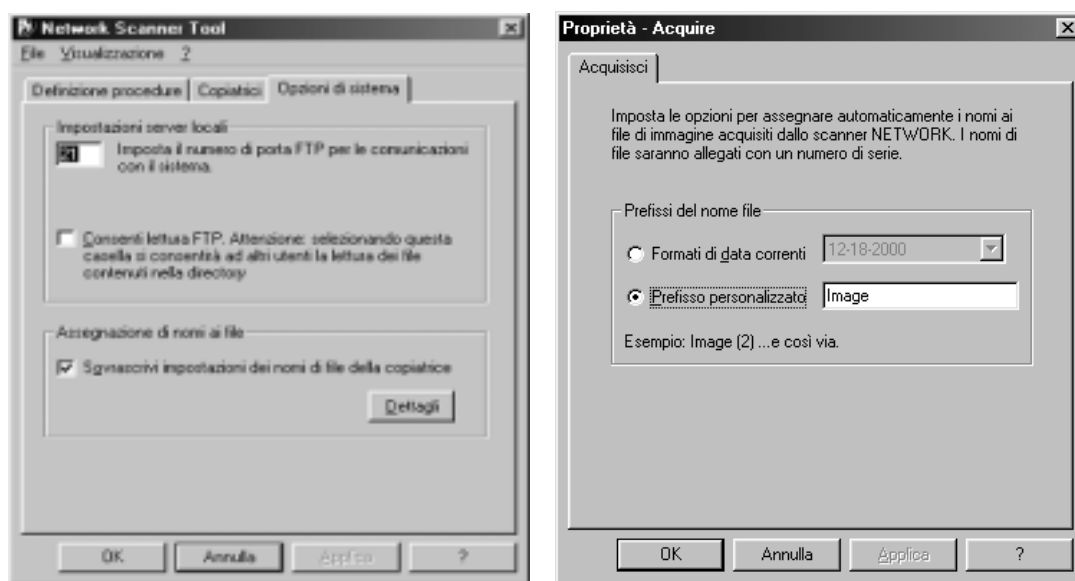 Network Scanner Tool
File Visualizzazione ?
Definizione procedure Copiatrici Opzioni di sistema
Impostazioni server locali
21 Imposta il numero di porta FTP per le comunicazioni
con il sistema.
Consenti lettura FTP. Attenzione: selezionando questa
casella si consentirà ad altri utenti la lettura dei file
contenuti nella directory
Assegnazione di nomi ai file
Sovrascrivi impostazioni dei nomi di file della copiatrice
Dettagli
OK Annulla Applica ?
Proprietà - Acquire
Acquisisci
Imposta le opzioni per assegnare automaticamente i nomi ai
file di immagine acquisiti dallo scanner NETWORK. I nomi di
file saranno allegati con un numero di serie.
Prefissi del nome file
Formati di data correnti 12-18-2000
Prefisso personalizzato Image
Esempio: Image (2) ...e così via.
OK Annulla Applica ?